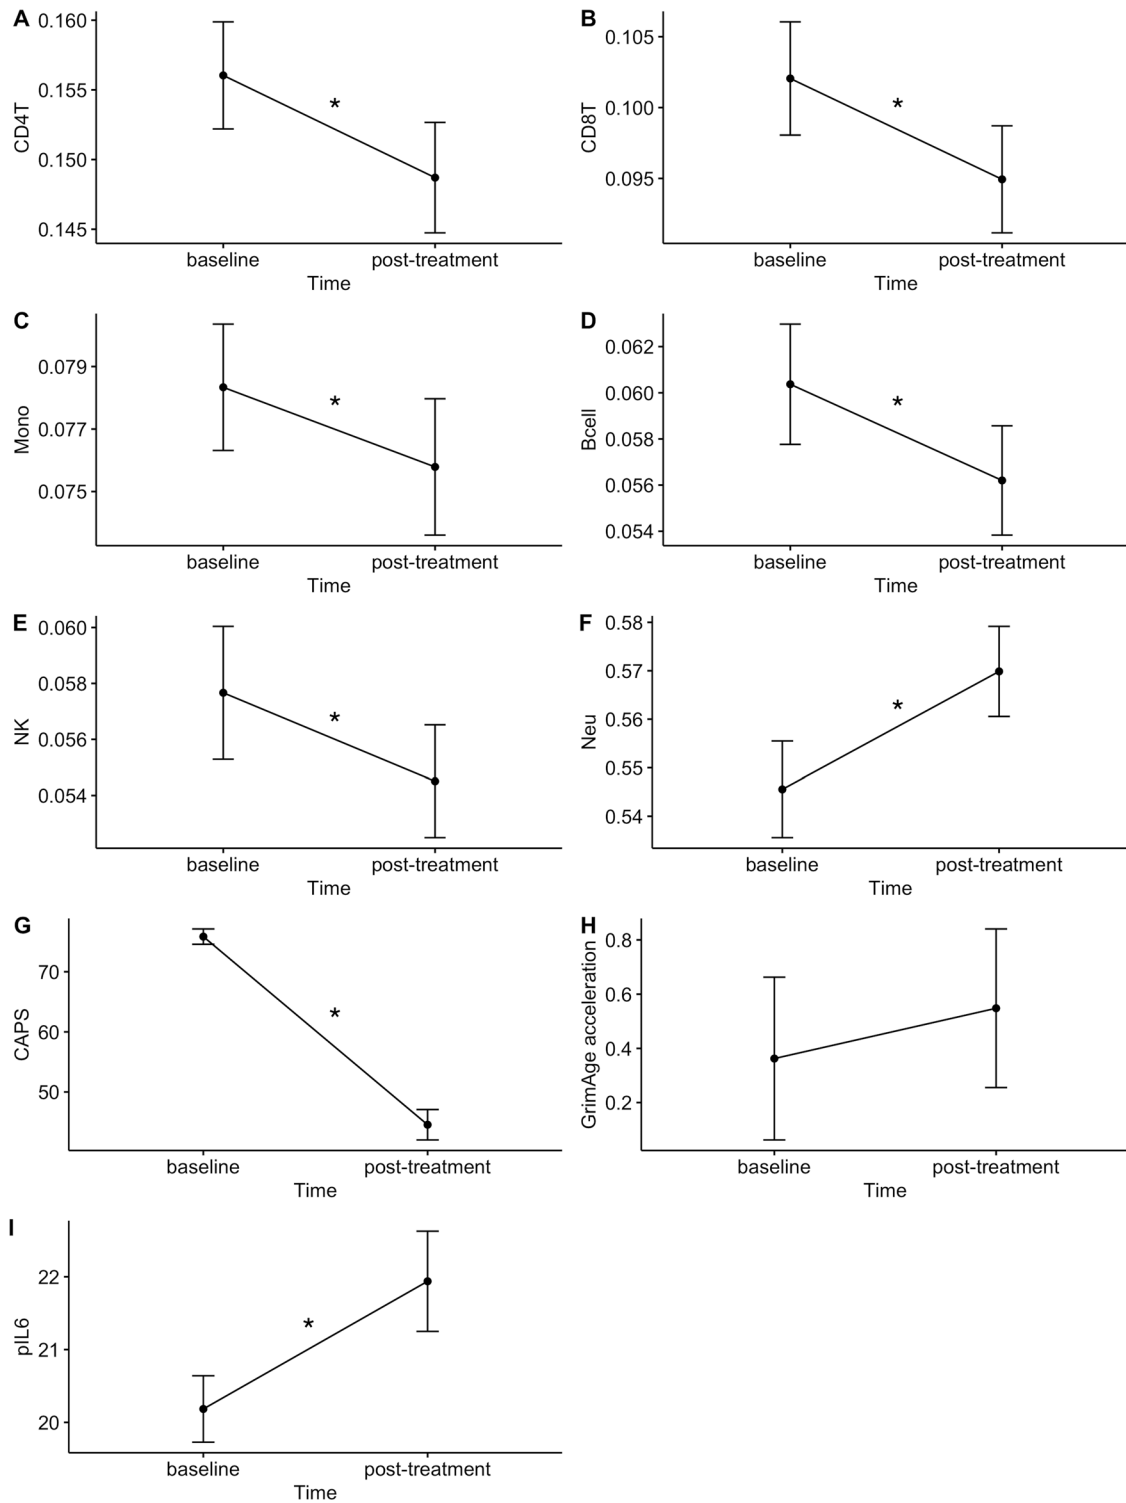 A
CD4T
0.160
0.155
0.150
0.145
*
baseline post-treatment
Time
B
CD8T
0.105
0.100
0.095
*
baseline post-treatment
Time
C
Mono
0.079
0.077
0.075
*
baseline post-treatment
Time
D
Bcell
0.062
0.060
0.058
0.056
0.054
*
baseline post-treatment
Time
E
NK
0.060
0.058
0.056
0.054
*
baseline post-treatment
Time
F
Neu
0.58
0.57
0.56
0.55
0.54
*
baseline post-treatment
Time
G
CAPS
70
60
50
*
baseline post-treatment
Time
H
GrimAge acceleration
0.8
0.6
0.4
0.2
baseline post-treatment
Time
I
pIL6
22
21
20
*
baseline post-treatment
Time